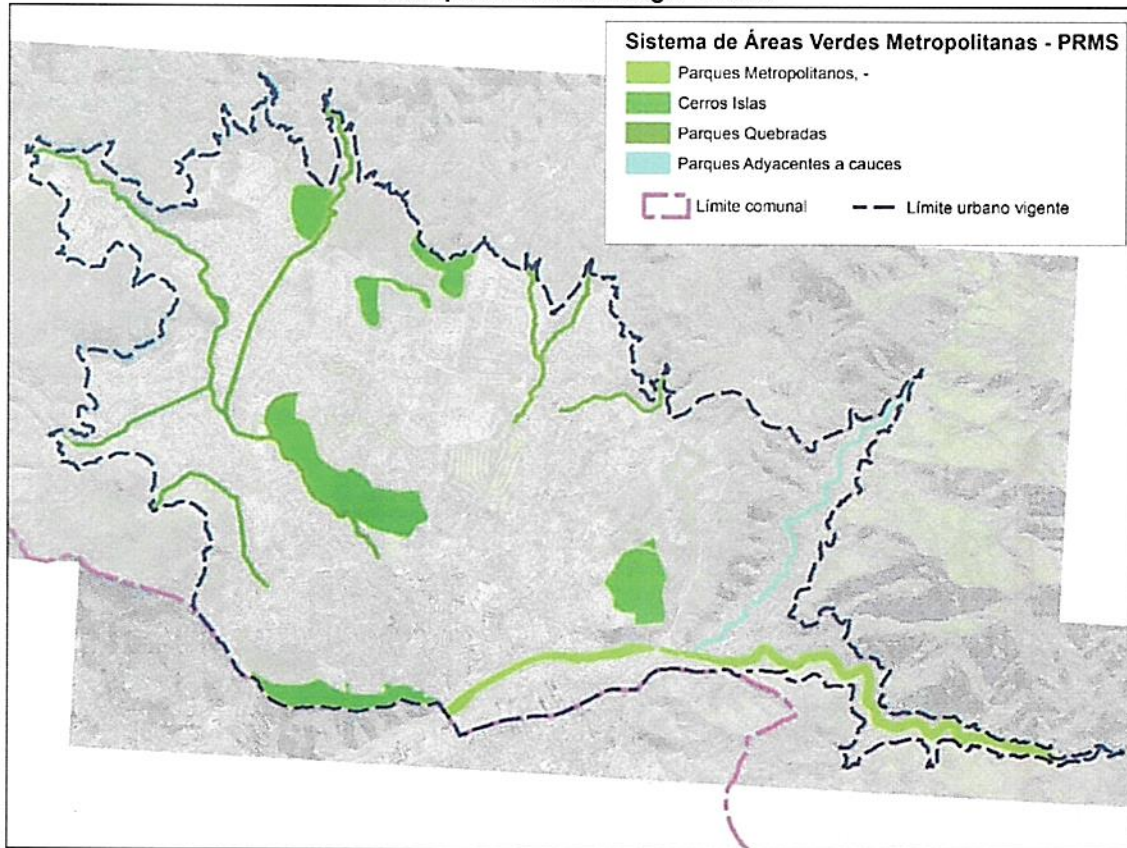 Sistema de Áreas Verdes Metropolitanas - PRMS
Parques Metropolitanos, -
Cerros Islas
Parques Quebradas
Parques Adyacentes a cauces
Límite comunal
Límite urbano vigente